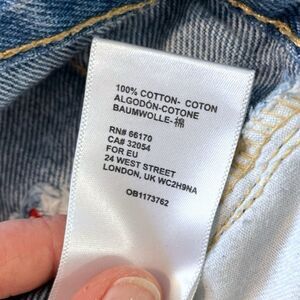 100% COTTON- COTON
ALGODÓN-COTONE
BAUMWOLLE-棉
RN# 66170
CA# 32054
FOR EU
24 WEST STREET
LONDON, UK WC2H9NA
OB1173762